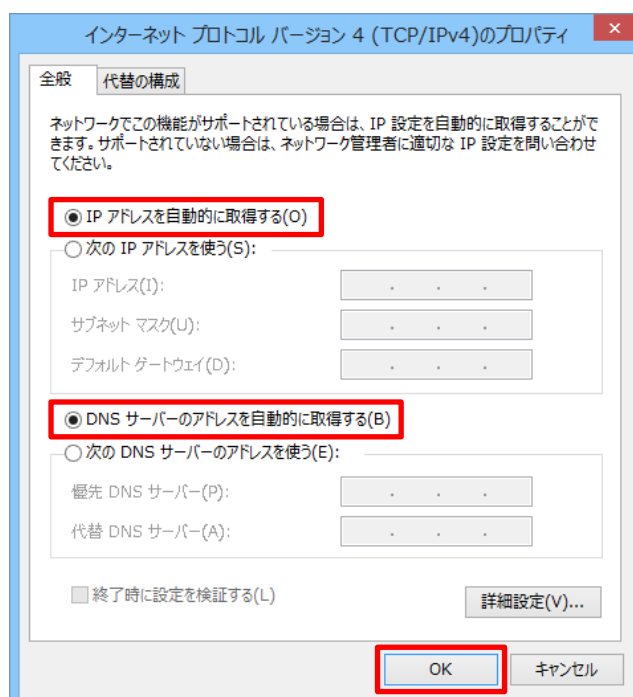 インターネット プロトコル バージョン 4 (TCP/IPv4)のプロパティ
×
全般
代替の構成
ネットワークでこの機能がサポートされている場合は、IP 設定を自動的に取得することがで
きます。サポートされていない場合は、ネットワーク管理者に適切な IP 設定を問い合わせ
てください。
IP アドレスを自動的に取得する(O)
次の IP アドレスを使う(S):
IP アドレス(I):
. . .
サブネット マスク(U):
. . .
デフォルト ゲートウェイ(D):
. . .
DNS サーバーのアドレスを自動的に取得する(B)
次の DNS サーバーのアドレスを使う(E):
優先 DNS サーバー(P):
. . .
代替 DNS サーバー(A):
. . .
終了時に設定を検証する(L)
詳細設定(V)...
OK
キャンセル